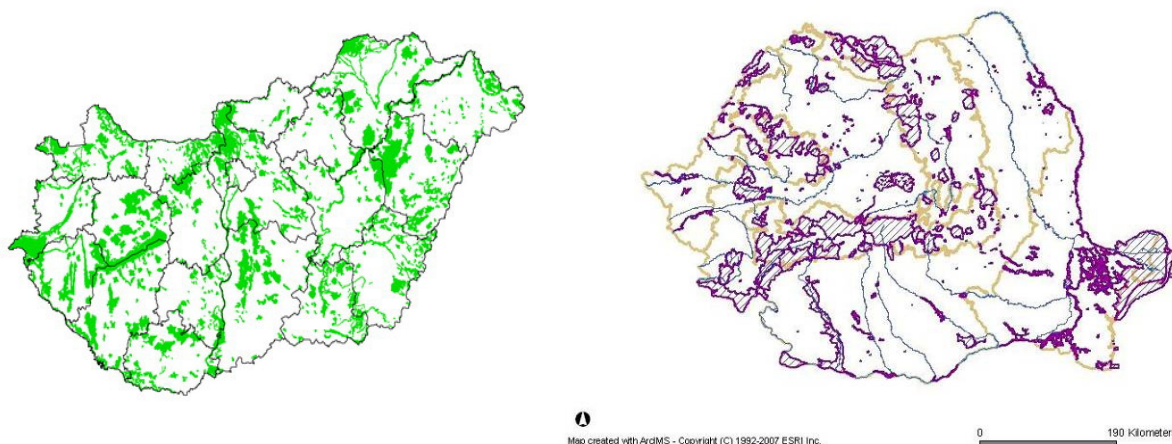 Map created with ArcIMS - Copyright (C) 1992-2007 ESRI Inc.
0 190 Kilometer